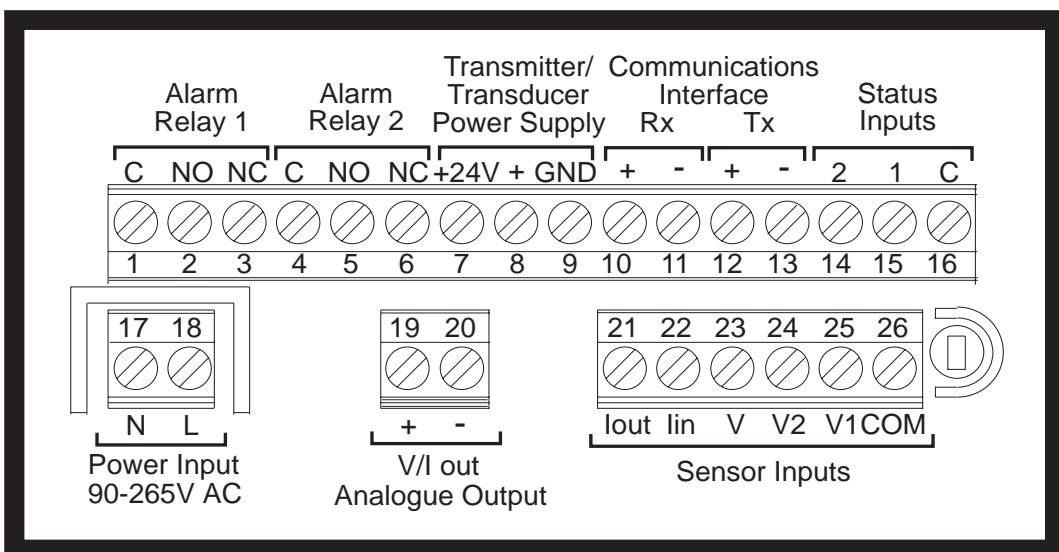 Transmitter/ Communications
Alarm Alarm Transducer Interface Status
Relay 1 Relay 2 Power Supply Rx Tx Inputs
C NO NC C NO NC +24V + GND + - + - 2 1 C
1 2 3 4 5 6 7 8 9 10 11 12 13 14 15 16
17 18 19 20 21 22 23 24 25 26
N L + - Iout Iin V V2 V1 COM
Power Input V/I out Sensor Inputs
90-265V AC Analogue Output